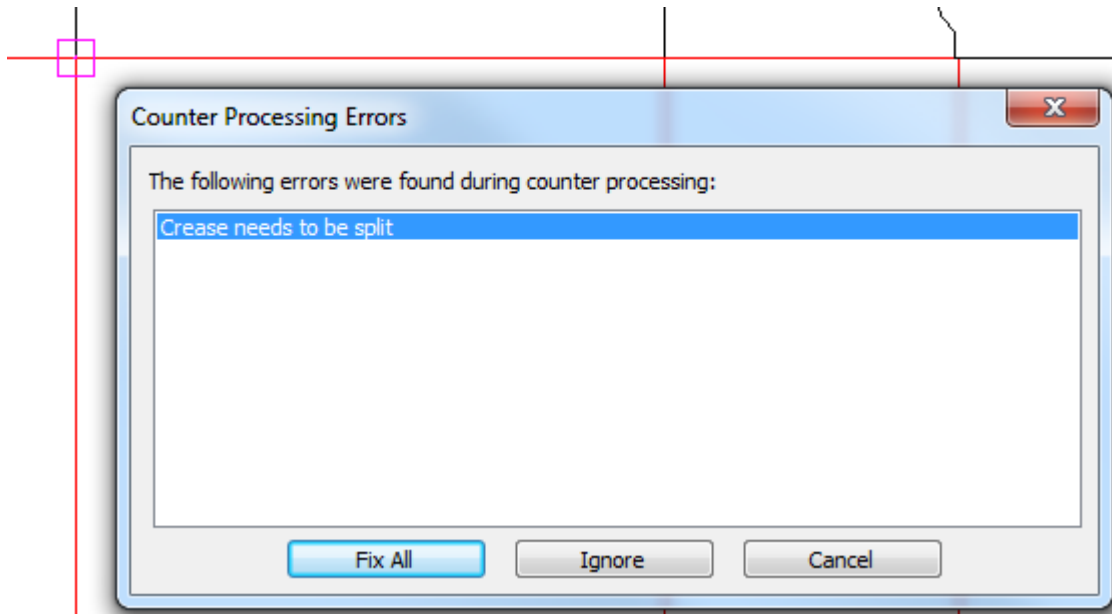 Counter Processing Errors
The following errors were found during counter processing:
Crease needs to be split
Fix All
Ignore
Cancel